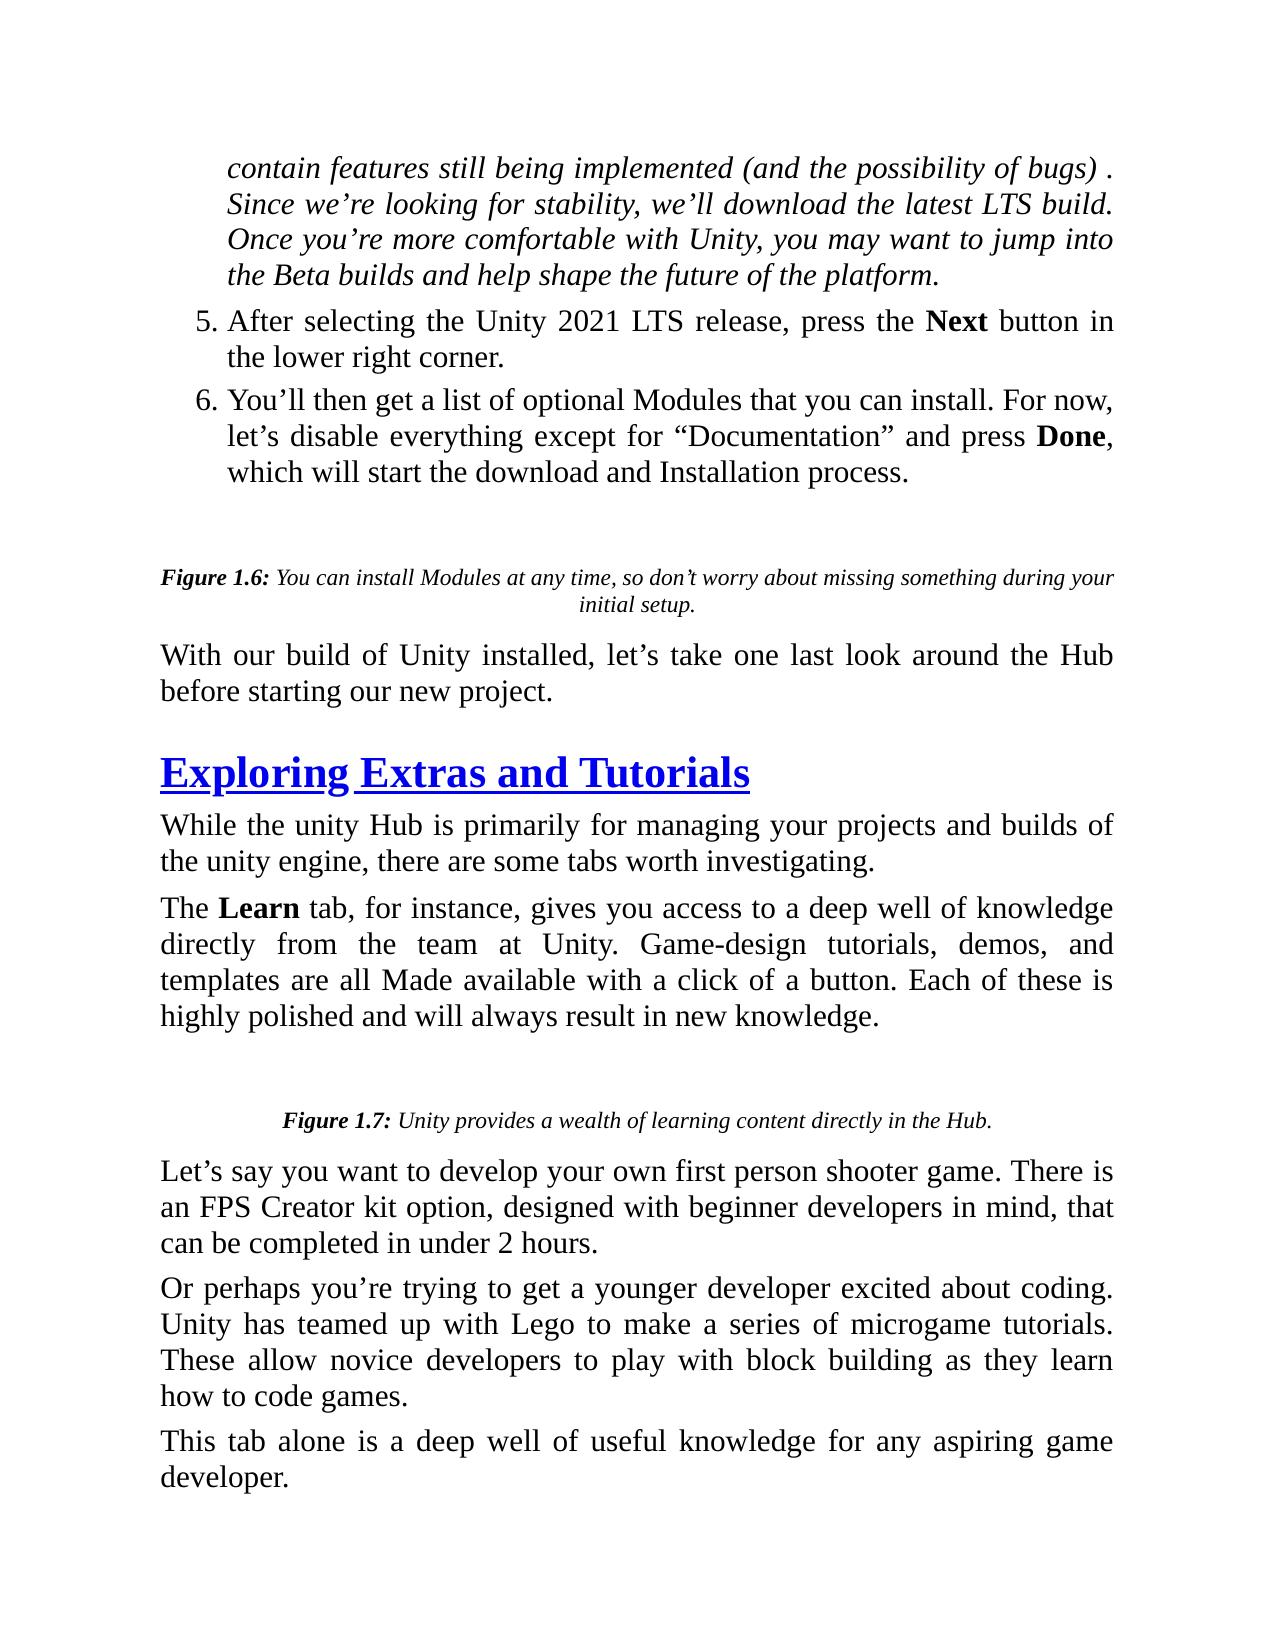 contain features still being implemented (and the possibility of bugs) .
Since we’re looking for stability, we’ll download the latest LTS build.
Once you’re more comfortable with Unity, you may want to jump into
the Beta builds and help shape the future of the platform.
5. After selecting the Unity 2021 LTS release, press the Next button in
the lower right corner.
6. You’ll then get a list of optional Modules that you can install. For now,
let’s disable everything except for “Documentation” and press Done,
which will start the download and Installation process.
Figure 1.6: You can install Modules at any time, so don’t worry about missing something during your
initial setup.
With our build of Unity installed, let’s take one last look around the Hub
before starting our new project.
Exploring Extras and Tutorials
While the unity Hub is primarily for managing your projects and builds of
the unity engine, there are some tabs worth investigating.
The Learn tab, for instance, gives you access to a deep well of knowledge
directly from the team at Unity. Game-design tutorials, demos, and
templates are all Made available with a click of a button. Each of these is
highly polished and will always result in new knowledge.
Figure 1.7: Unity provides a wealth of learning content directly in the Hub.
Let’s say you want to develop your own first person shooter game. There is
an FPS Creator kit option, designed with beginner developers in mind, that
can be completed in under 2 hours.
Or perhaps you’re trying to get a younger developer excited about coding.
Unity has teamed up with Lego to make a series of microgame tutorials.
These allow novice developers to play with block building as they learn
how to code games.
This tab alone is a deep well of useful knowledge for any aspiring game
developer.